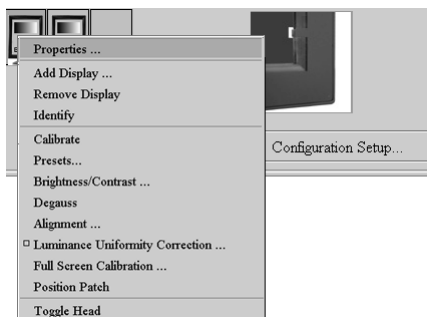 Properties ...
Add Display ...
Remove Display
Identify
Calibrate
Configuration Setup...
Presets...
Brightness/Contrast ...
Degauss
Alignment ...
Luminance Uniformity Correction ...
Full Screen Calibration ...
Position Patch
Toggle Head